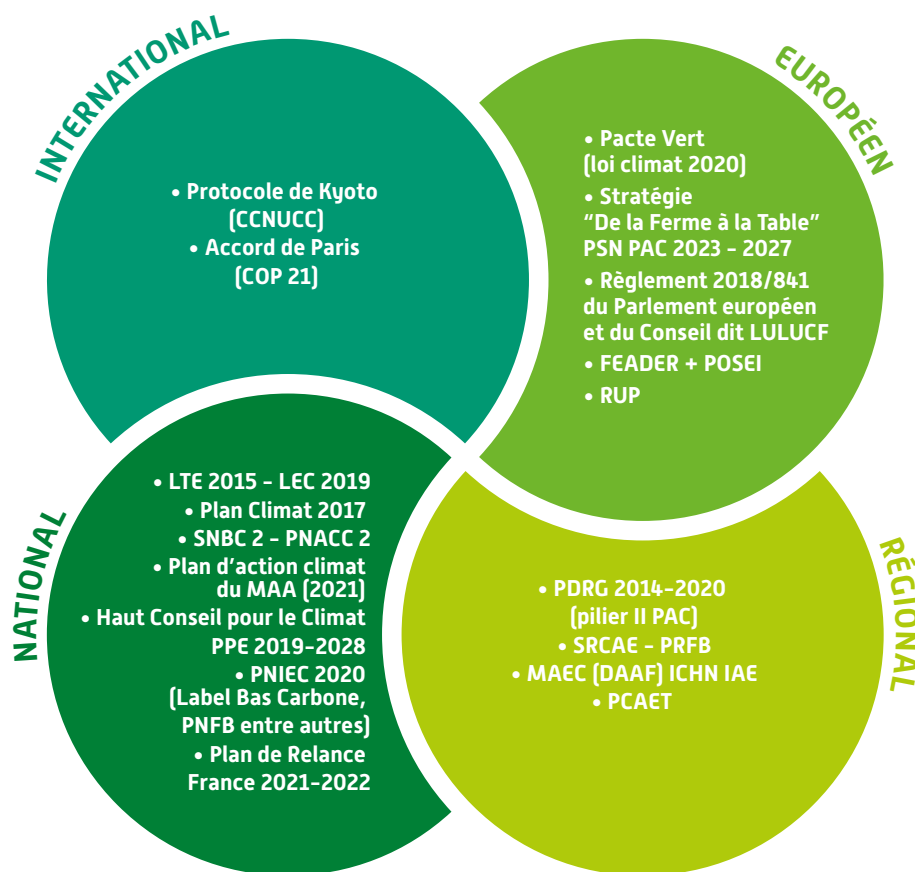 INTERNATIONAL
• Protocole de Kyoto
(CCNUCC)
• Accord de Paris
(COP 21)
EUROPÉEN
• Pacte Vert
(loi climat 2020)
• Stratégie
“De la Ferme à la Table”
PSN PAC 2023 - 2027
• Règlement 2018/841
du Parlement européen
et du Conseil dit LULUCF
• FEADER + POSEI
• RUP
NATIONAL
• LTE 2015 - LEC 2019
• Plan Climat 2017
• SNBC 2 - PNACC 2
• Plan d’action climat
du MAA (2021)
• Haut Conseil pour le Climat
PPE 2019-2028
• PNIEC 2020
(Label Bas Carbone,
PNFB entre autres)
• Plan de Relance
France 2021-2022
RÉGIONAL
• PDRG 2014-2020
(pilier II PAC)
• SRCAE - PRFB
• MAEC (DAAF) ICHN IAE
• PCAET